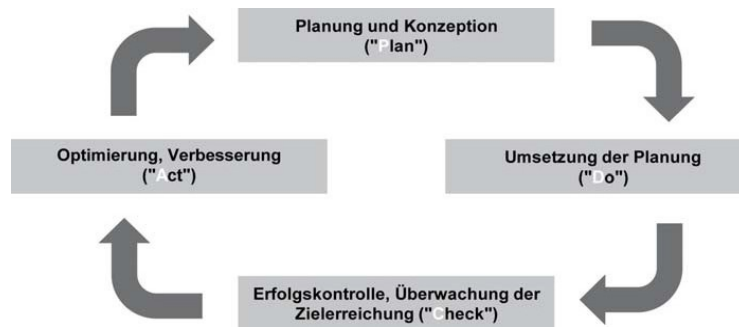 Planung und Konzeption
("Plan")
Umsetzung der Planung
("Do")
Erfolgskontrolle, Überwachung der
Zielerreichung ("Check")
Optimierung, Verbesserung
("Act")